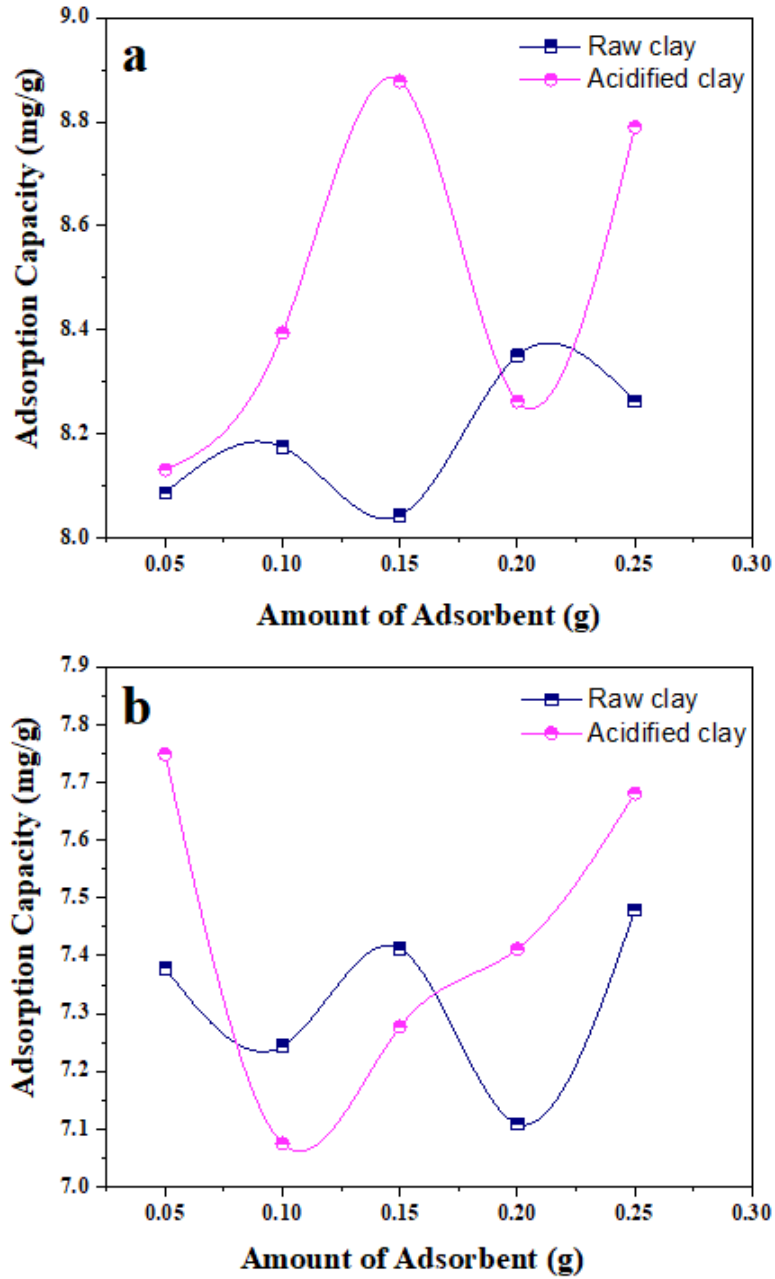 a
Raw clay
Acidified clay
9.0
8.8
8.6
8.4
8.2
8.0
Adsorption Capacity (mg/g)
0.05 0.10 0.15 0.20 0.25 0.30
Amount of Adsorbent (g)
b
Raw clay
Acidified clay
7.9
7.8
7.7
7.6
7.5
7.4
7.3
7.2
7.1
7.0
Adsorption Capacity (mg/g)
0.05 0.10 0.15 0.20 0.25 0.30
Amount of Adsorbent (g)